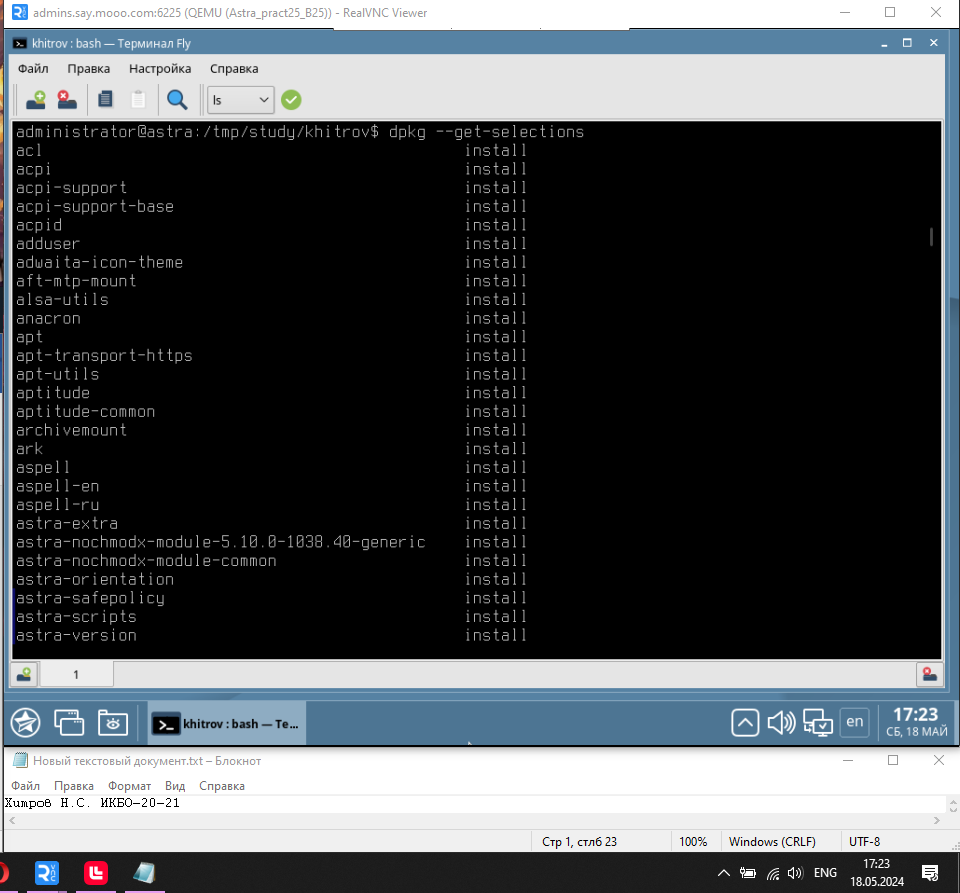 admins.say.mooo.com:6225 (QEMU (Astra_pract25_B25)) - RealVNC Viewer
khitrov : bash — Терминал Fly
Файл Правка Настройка Справка
ls
administrator@astra:/tmp/study/khitrov$ dpkg --get-selections
acl install
acpi install
acpi-support install
acpi-support-base install
acpid install
adduser install
adwaita-icon-theme install
aft-mtp-mount install
alsa-utils install
anacron install
apt install
apt-transport-https install
apt-utils install
aptitude install
aptitude-common install
archivemount install
ark install
aspell install
aspell-en install
aspell-ru install
astra-extra install
astra-nochmodx-module-5.10.0-1038.40-generic install
astra-nochmodx-module-common install
astra-orientation install
astra-safepolicy install
astra-scripts install
astra-version install
1
khitrov : bash — Те...
en
17:23
СБ, 18 МАЙ
Новый текстовый документ.txt – Блокнот
Файл Правка Формат Вид Справка
Хитров Н.С. ИКБО-20-21
Стр 1, стлб 23 100% Windows (CRLF) UTF-8
ENG
17:23
18.05.2024